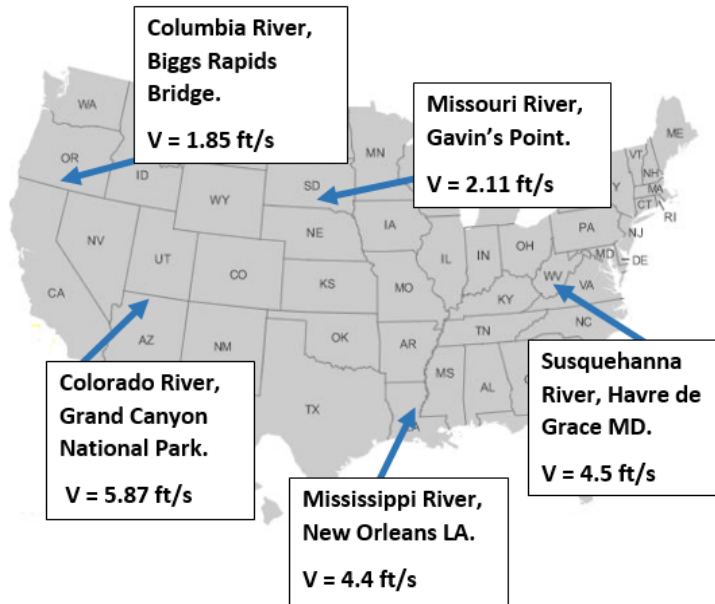 Columbia River,
Biggs Rapids
Bridge.
V = 1.85 ft/s
Missouri River,
Gavin's Point.
V = 2.11 ft/s
WA
OR
ID
WY
SD
MN
NE
IA
NV
UT
CO
KS
CA
AZ
NM
OK
TX
MO
AR
IL
IN
OH
KY
TN
MS
AL
WV
VA
NC
PA
ME
VT
NH
MA
CT
RI
NJ
MD
DE
Colorado River,
Grand Canyon
National Park.
V = 5.87 ft/s
Mississippi River,
New Orleans LA.
V = 4.4 ft/s
Susquehanna
River, Havre de
Grace MD.
V = 4.5 ft/s